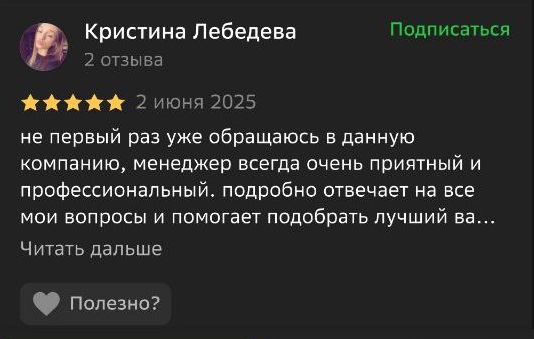 Кристина Лебедева
Подписаться
2 отзыва
2 июня 2025
не первый раз уже обращаюсь в данную
компанию, менеджер всегда очень приятный и
профессиональный. подробно отвечает на все
мои вопросы и помогает подобрать лучший ва...
Читать дальше
Полезно?